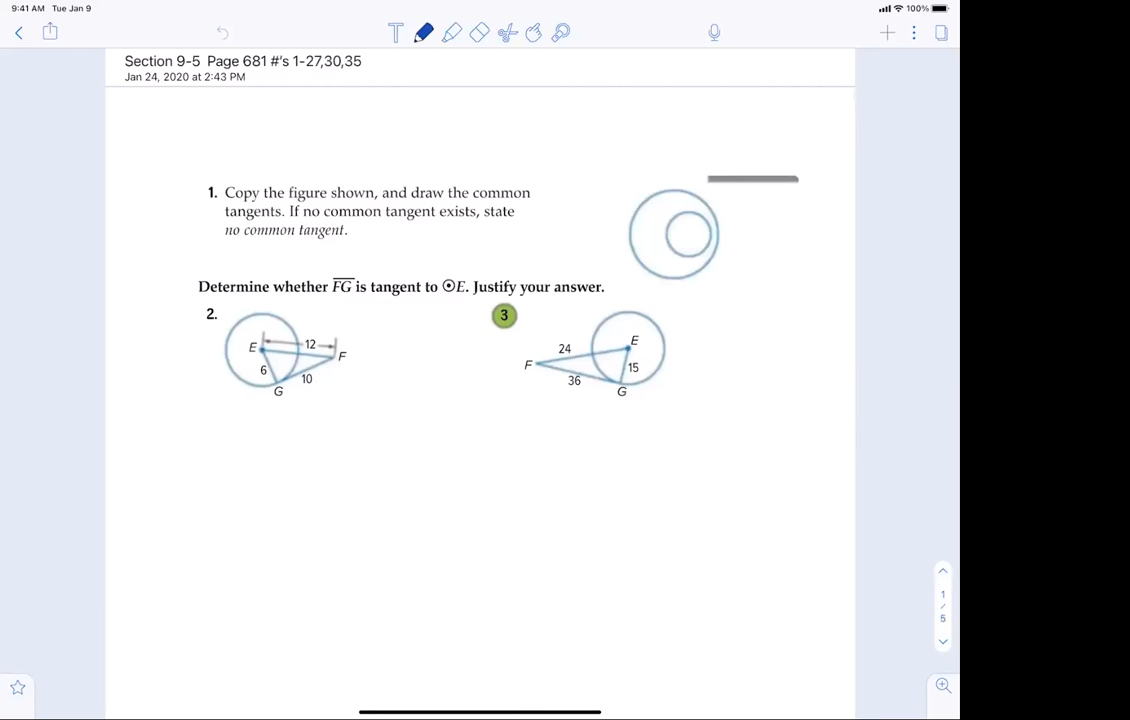 9:41 AM Tue Jan 9
100%
Section 9-5 Page 681 #'s 1-27,30,35
Jan 24, 2020 at 2:43 PM
1. Copy the figure shown, and draw the common
tangents. If no common tangent exists, state
no common tangent.
Determine whether FG is tangent to ⊙E. Justify your answer.
2.
E
12
F
6
10
G
3
24
E
F
15
36
G
1
/
5